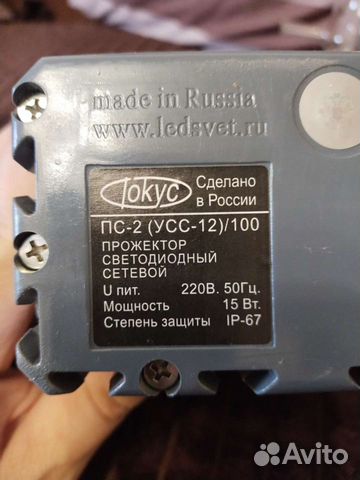 made in Russia
www.ledsvet.ru
Фокус
Сделано
в России
ПС-2 (УСС-12)/100
ПРОЖЕКТОР
СВЕТОДИОДНЫЙ
СЕТЕВОЙ
U пит. 220В. 50Гц.
Мощность 15 Вт.
Степень защиты IP-67
Avito